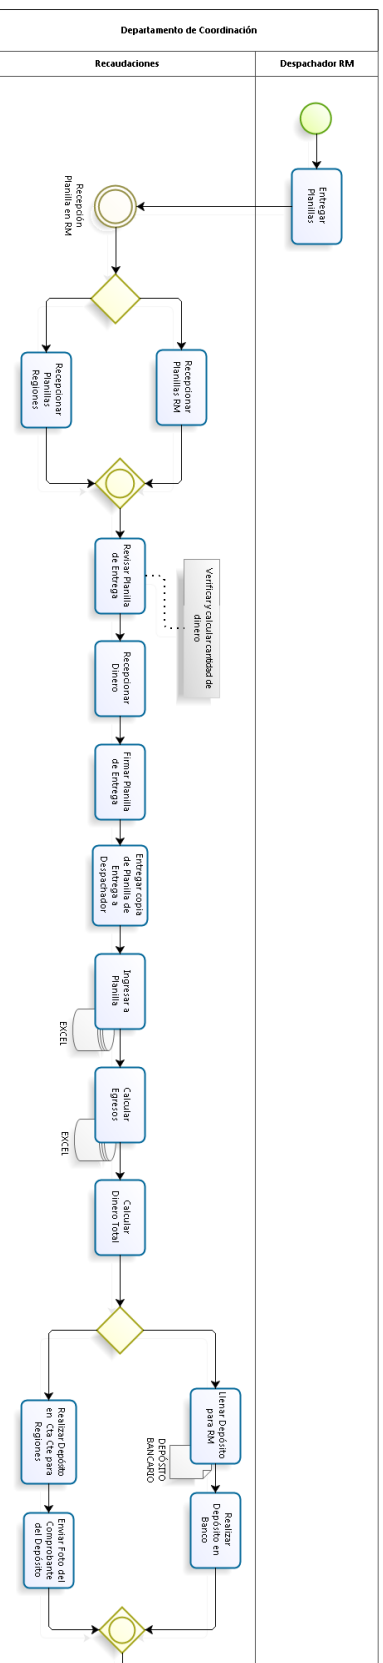 Departamento de Coordinación
Recaudaciones
Despachador RM
Entregar
Planillas
Recepción
Planilla en RM
Recepcionar
Planillas
Regiones
Recepcionar
Planillas RM
Revisar Planilla
de Entrega
Verificar y calcular cantidad de
dinero
Recepcionar
Dinero
Firmar Planilla
de Entrega
Entregar copia
de Planilla de
Entrega a
Despachador
Ingresar a
Planilla
EXCEL
Calcular
Egresos
EXCEL
Calcular
Dinero Total
Llenar Depósito
para RM
DEPÓSITO
BANCARIO
Realizar Depósito
en Cta Cte para
Regiones
Realizar
Depósito en
Banco
Enviar Foto del
Comprobante
del Depósito